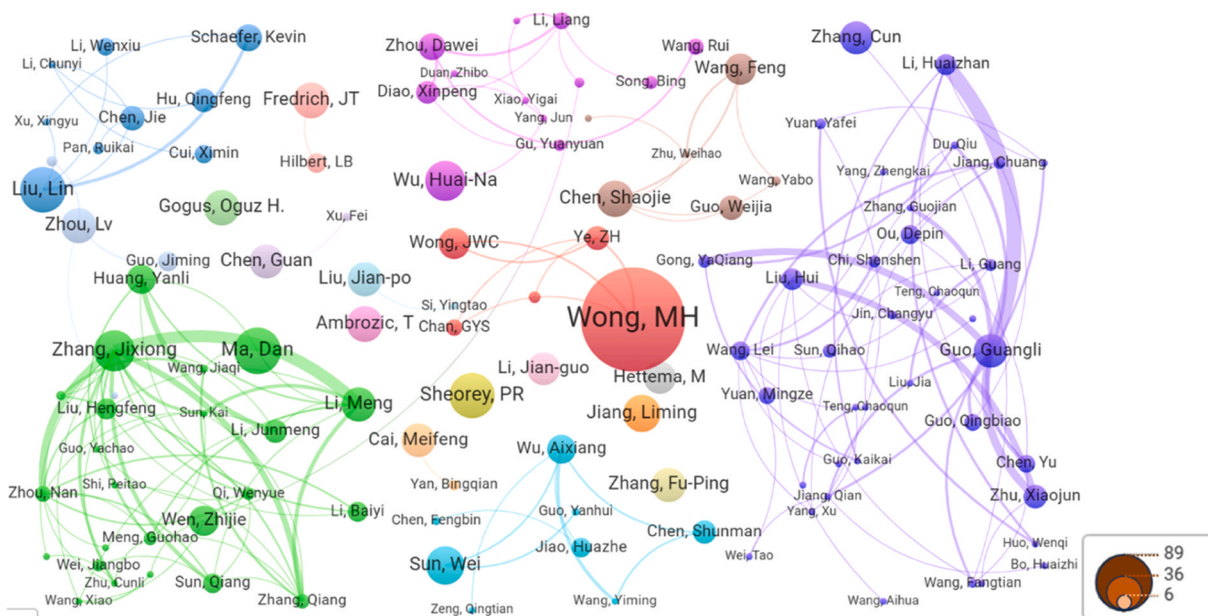 Li, Liang
Schaefer, Kevin
Zhang, Cun
Li, Wenxiu
Zhou, Dawei
Wang, Rui
Li, Chunyi
Li, Huaizhan
Duan, Zhibo
Wang, Feng
Song, Bing
Diao, Xinpeng
Hu, Qingfeng
Fredrich, JT
Xiao, Yigai
Chen, Jie
Xu, Xingyu
Yang, Jun
Yuan, Yafei
Gu, Yuanyuan
Du, Qiu
Pan, Ruikai
Cui, Ximin
Zhu, Weihao
Hilbert, LB
Jiang, Chuang
Yang, Zhengkai
Wu, Huai-Na
Wang, Yabo
Liu, Lin
Chen, Shaojie
Gogus, Oguz H.
Guo, Weijia
Zhang, Guojian
Xu, Fei
Zhou, Lv
Ou, Depin
Wong, JWC
Ye, ZH
Guo, Jiming
Chen, Guan
Gong, YaQiang
Chi, Shenshen
Li, Guang
Huang, Yanli
Liu, Jian-po
Liu, Hui
Teng, Chaoqun
Si, Yingtao
Jin, Changyu
Wong, MH
Ambrozic, T
Chan, GYS
Zhang, Jixiong
Ma, Dan
Wang, Lei
Sun, Qihao
Guo, Guangli
Wang, Jiaqi
Li, Jian-guo
Hettema, M
Liu, Jia
Sheorey, PR
Yuan, Mingze
Li, Meng
Liu, Hengfeng
Sun, Kai
Jiang, Liming
Teng, Chaoqun
Guo, Qingbiao
Li, Junmeng
Cai, Meifeng
Guo, Yachao
Wu, Aixiang
Guo, Kaikai
Chen, Yu
Shi, Peitao
Yan, Bingqian
Zhang, Fu-Ping
Zhou, Nan
Qi, Wenyue
Jiang, Qian
Zhu, Xiaojun
Li, Baiyi
Guo, Yanhui
Yang, Xu
Wen, Zhijie
Chen, Fengbin
Chen, Shunman
Meng, Guohao
Jiao, Huazhe
Huo, Wenqi
Wei, Tao
89
Wei, Jiangbo
Sun, Wei
Bo, Huaizhi
36
Zhu, Cunli
Sun, Qiang
Wang, Fangtian
6
Wang, Xiao
Zhang, Qiang
Wang, Yiming
Wang, Aihua
Zeng, Qingtian